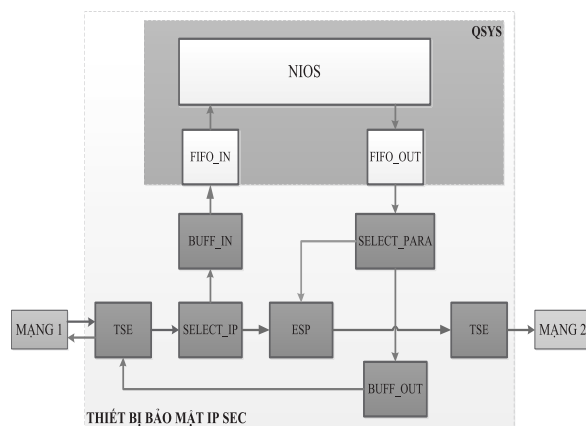 QSYS
NIOS
FIFO_IN
FIFO_OUT
BUFF_IN
SELECT_PARA
MẠNG 1
TSE
SELECT_IP
ESP
TSE
MẠNG 2
BUFF_OUT
THIẾT BỊ BẢO MẬT IP SEC